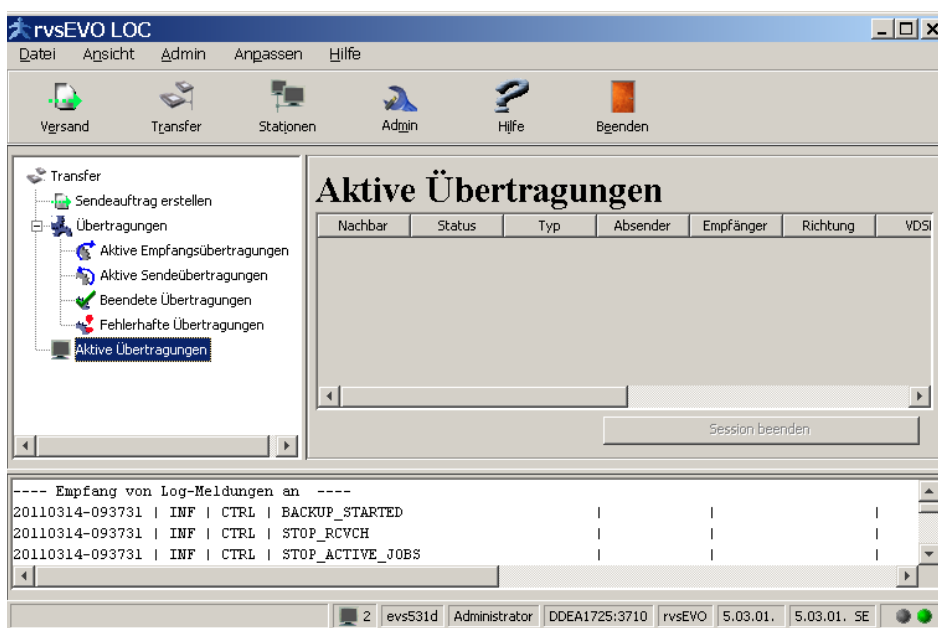 rvsEVO LOC
Datei Ansicht Admin Anpassen Hilfe
Versand Transfer Stationen Admin Hilfe Beenden
Transfer
Sendeauftrag erstellen
Übertragungen
Aktive Empfangsübertragungen
Aktive Sendeübertragungen
Beendete Übertragungen
Fehlerhafte Übertragungen
Aktive Übertragungen
Aktive Übertragungen
Nachbar Status Typ Absender Empfänger Richtung VDSI
Session beenden
---- Empfang von Log-Meldungen an ----
20110314-093731 | INF | CTRL | BACKUP_STARTED | | |
20110314-093731 | INF | CTRL | STOP_RCVCH | | |
20110314-093731 | INF | CTRL | STOP_ACTIVE_JOBS | | |
2 evs531d Administrator DDEA1725:3710 rvsEVO 5.03.01. 5.03.01. SE